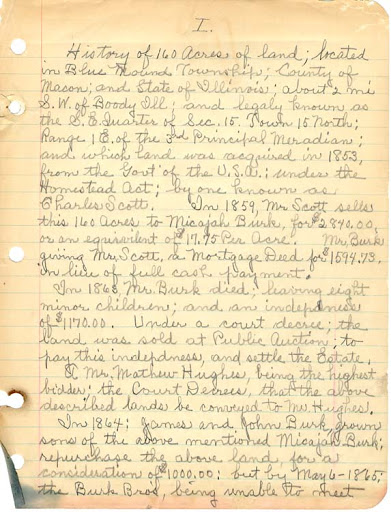 I.
History of 160 Acres of land; located
in Blue Mound Township; County of
Macon; and State of Illinois; about 2 mi
S.W. of Boody Ill; and legaly known as
the S.E. Quarter of Sec. 15. Town 15 North;
Range 1 E. of the 3rd Principal Meradian;
and which land was acquired in 1853,
from the Gov't of the U.S.A.; under the
Homestead Act; by one known as
Charles Scott. In 1859, Mr. Scott sells
this 160 Acres to Micajah Burk, for $2840.00
or an equivalent of $17.75 Per Acre. Mr. Burk
giving Mr. Scott, a Mortgage Deed for $1594.73.
In lieu of full cash payment.
In 1860 Mr. Burk died; leaving eight
minor children; and an indepdness
of $1170.00. Under a court decree; the
land was sold at Public Auction; to
pay this indepdness, and settle the Estate.
Mr. Mathew Hughes, being the highest
bidder; the Court Decreus, that the above
described lands be conveyed to Mr. Hughes.
In 1864: James and John Burk, grown
sons of the above mentioned Micajah Burk;
repurchase the above land, for a
consideration of $1000.00: but by May 6-1865,
the Burk Bros, being unable to meet